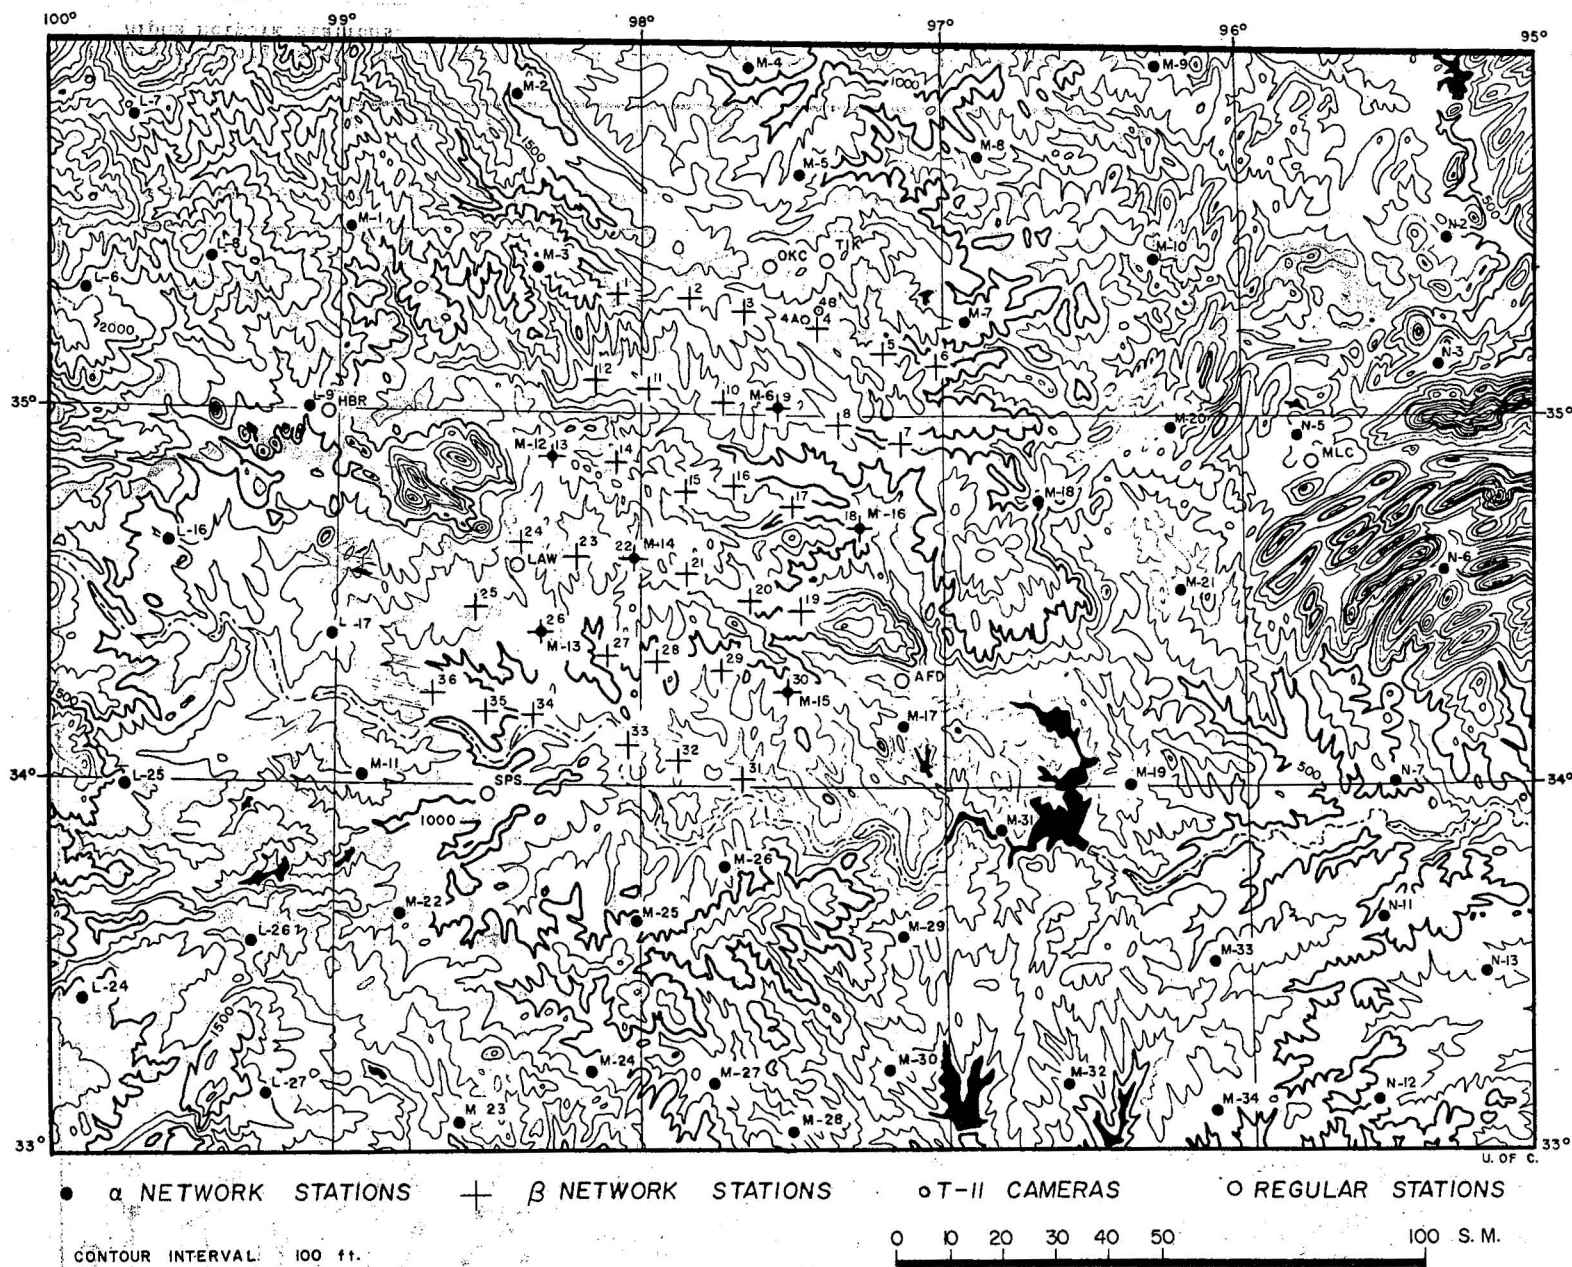 100° 99° 98° 97° 96° 95°
M-4 M-9
M-2 1000
L-7
1500
M-8
M-5
M-1 N-2 500
L-8 M-3 OKC TIK M-10
L-6
2 3 4B
4A 4 M-7
2000
5 6 N-3
12 11
35° L-9 HBR 10 M-6 9 35°
8 M-20 N-5
7
M-12 13 14 MLC
15 16
17 M-18
L-16 18 M-16
24 23 22 M-14
LAW 21 N-6
M-21
25 20 19
L-17 26
M-13 27 28
29 AFD
36 30
1500 35 34 M-15
M-17
33
32
M-11 31
34° L-25 SPS M-19 500 N-7 34°
1000 M-31
M-26
M-22 M-25 N-11
L-26 M-29
M-33
N-13
L-24
1500
M-24 M-27 M-30 M-32
L-27 N-12
M-23 M-28 M-34
33° 33°
U. OF C.
α NETWORK STATIONS β NETWORK STATIONS T-11 CAMERAS REGULAR STATIONS
CONTOUR INTERVAL: 100 ft. 0 10 20 30 40 50 100 S. M.